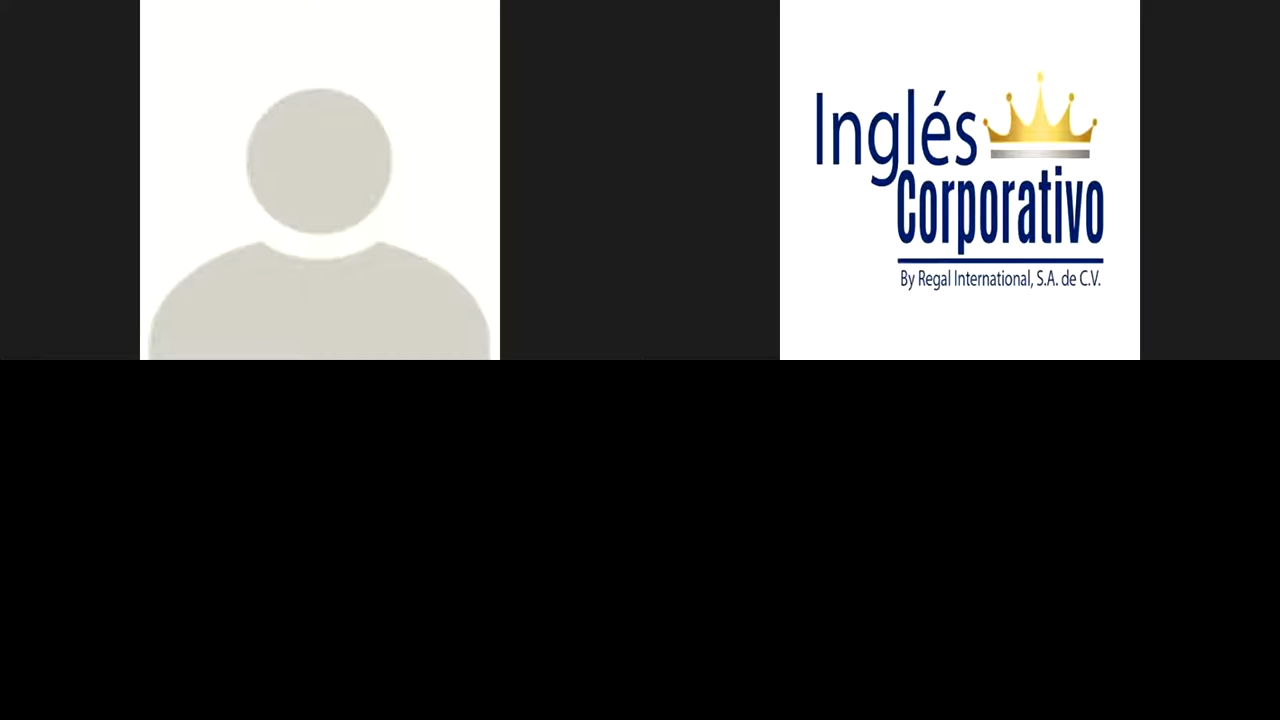 Inglés
Corporativo
By Regal International, S.A. de C.V.